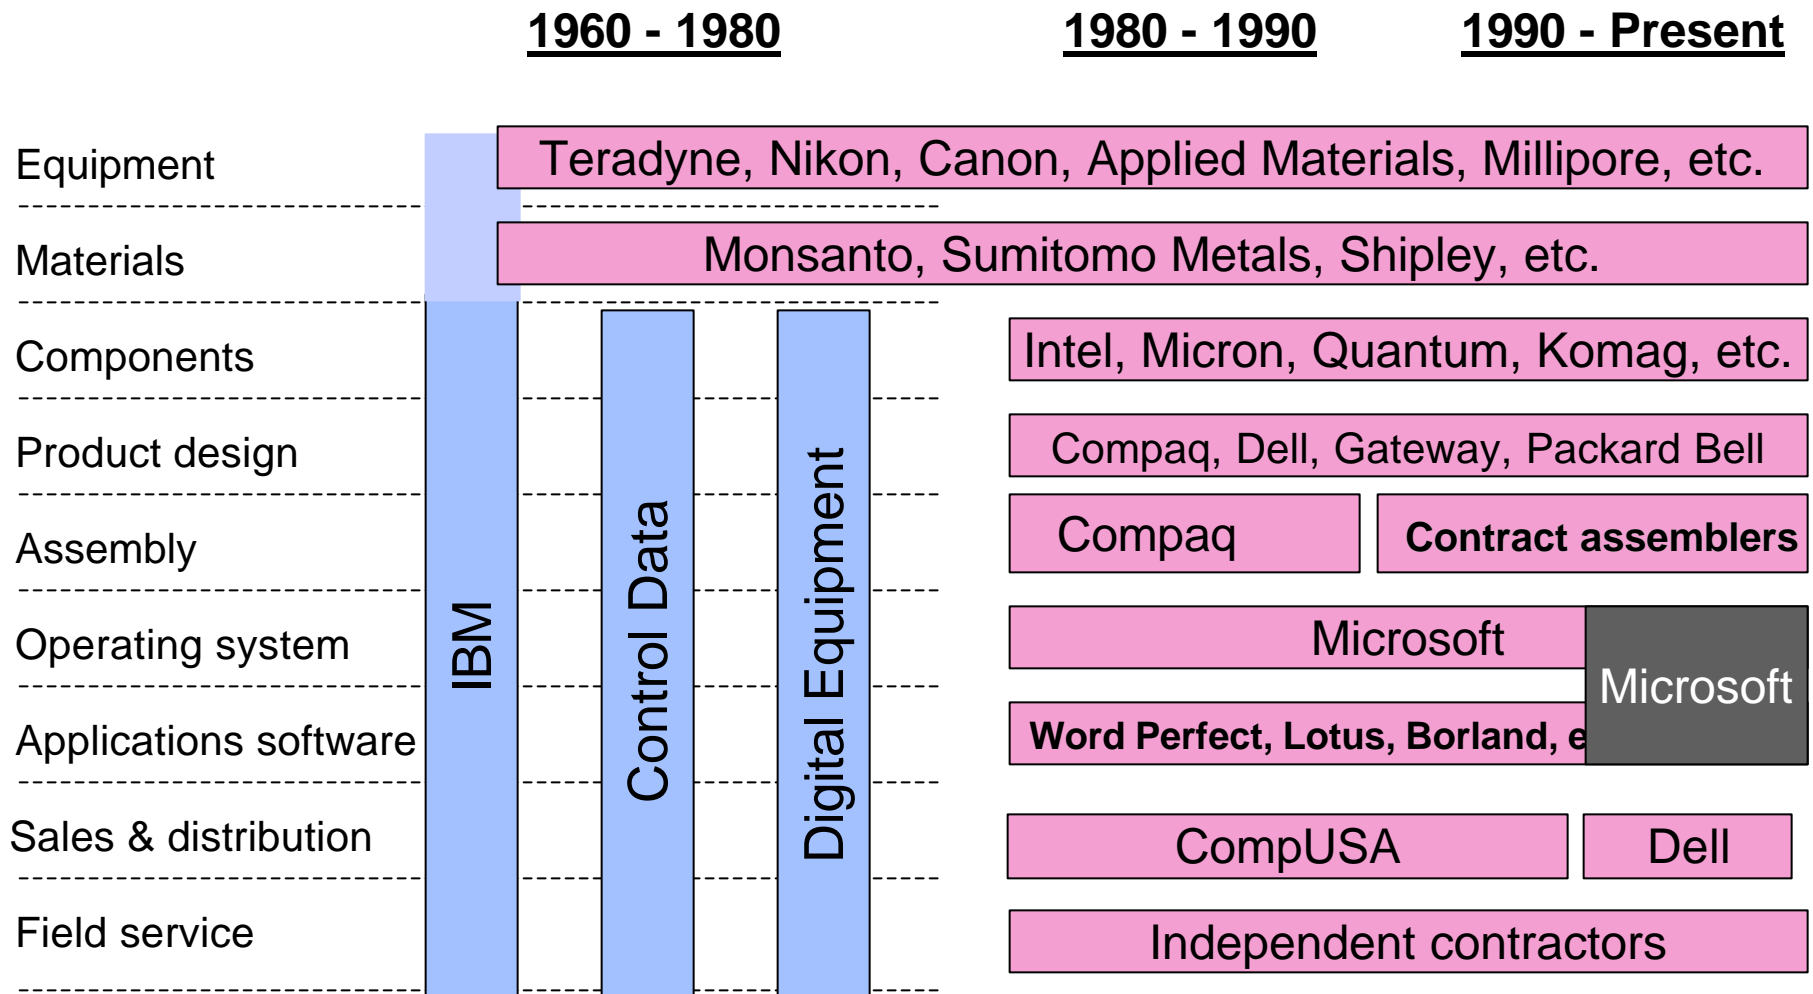 1960 - 1980
1980 - 1990
1990 - Present
Equipment
Teradyne, Nikon, Canon, Applied Materials, Millipore, etc.
Materials
Monsanto, Sumitomo Metals, Shipley, etc.
Components
Intel, Micron, Quantum, Komag, etc.
Product design
Compaq, Dell, Gateway, Packard Bell
Assembly
Compaq
Contract assemblers
Operating system
Microsoft
Microsoft
Applications software
Word Perfect, Lotus, Borland, e
Sales & distribution
CompUSA
Dell
Field service
Independent contractors
IBM
Control Data
Digital Equipment